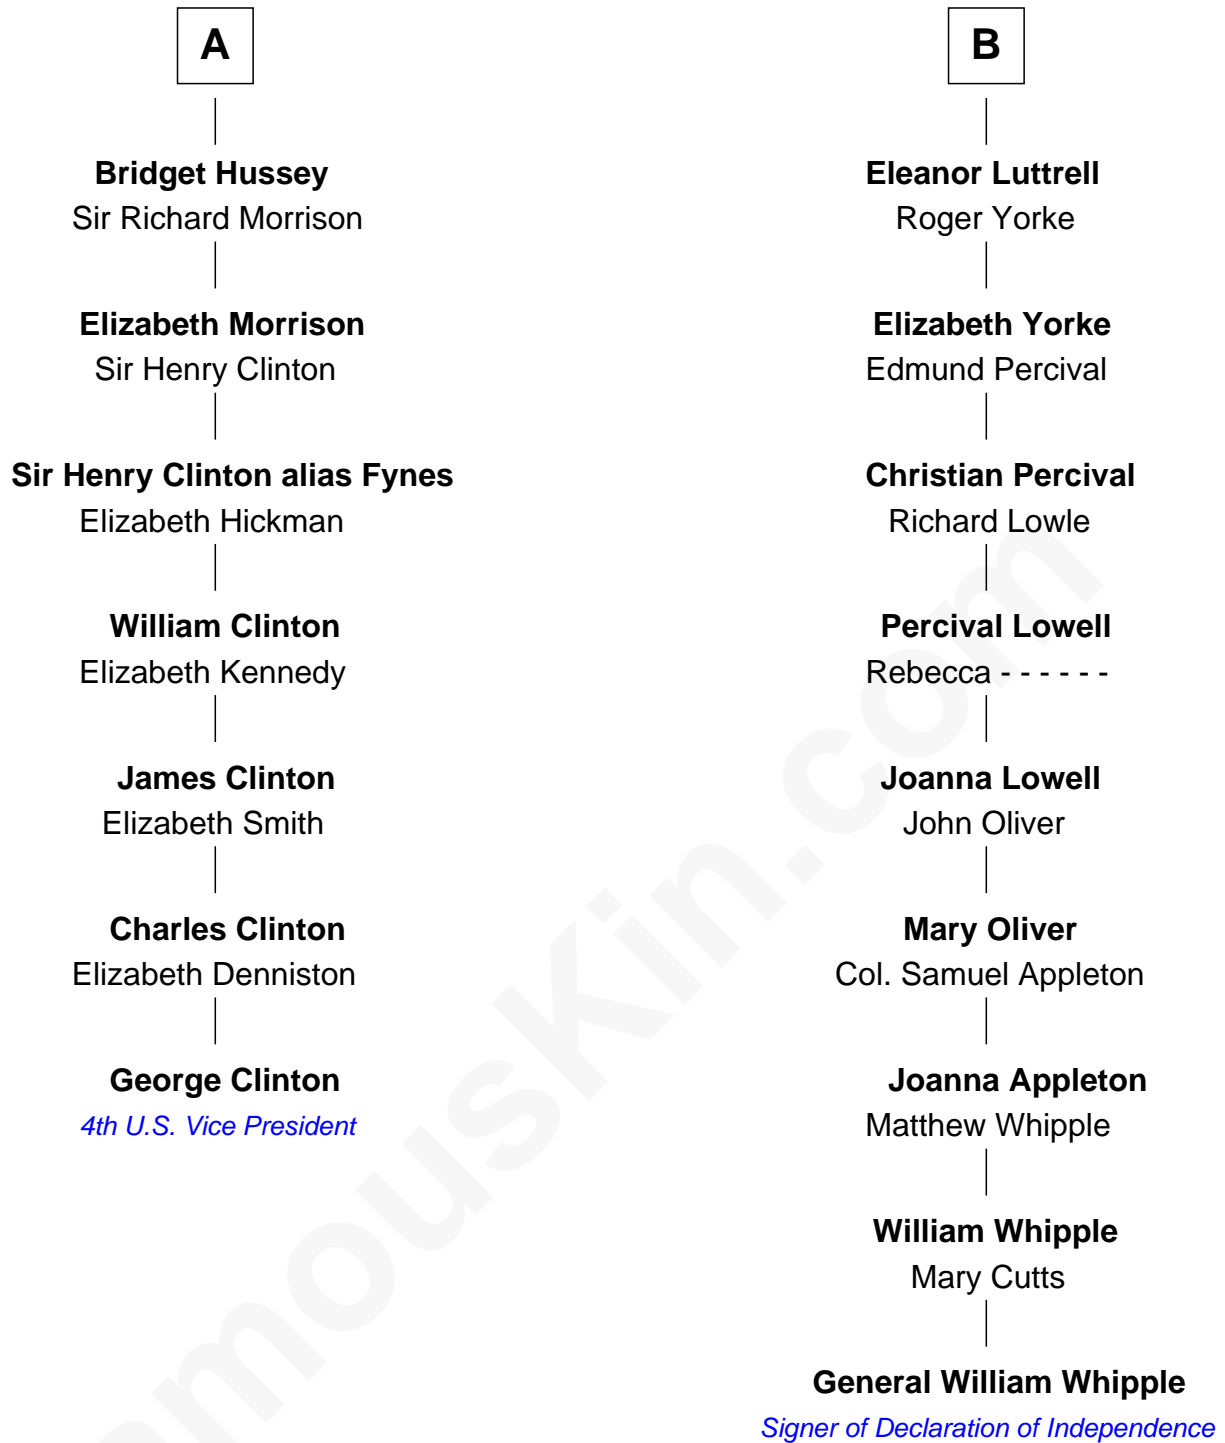 A
Bridget Hussey
Sir Richard Morrison
Elizabeth Morrison
Sir Henry Clinton
Sir Henry Clinton alias Fynes
Elizabeth Hickman
William Clinton
Elizabeth Kennedy
James Clinton
Elizabeth Smith
Charles Clinton
Elizabeth Denniston
George Clinton
4th U.S. Vice President
B
Eleanor Luttrell
Roger Yorke
Elizabeth Yorke
Edmund Percival
Christian Percival
Richard Lowle
Percival Lowell
Rebecca - - - - - -
Joanna Lowell
John Oliver
Mary Oliver
Col. Samuel Appleton
Joanna Appleton
Matthew Whipple
William Whipple
Mary Cutts
General William Whipple
Signer of Declaration of Independence
amouskin.com